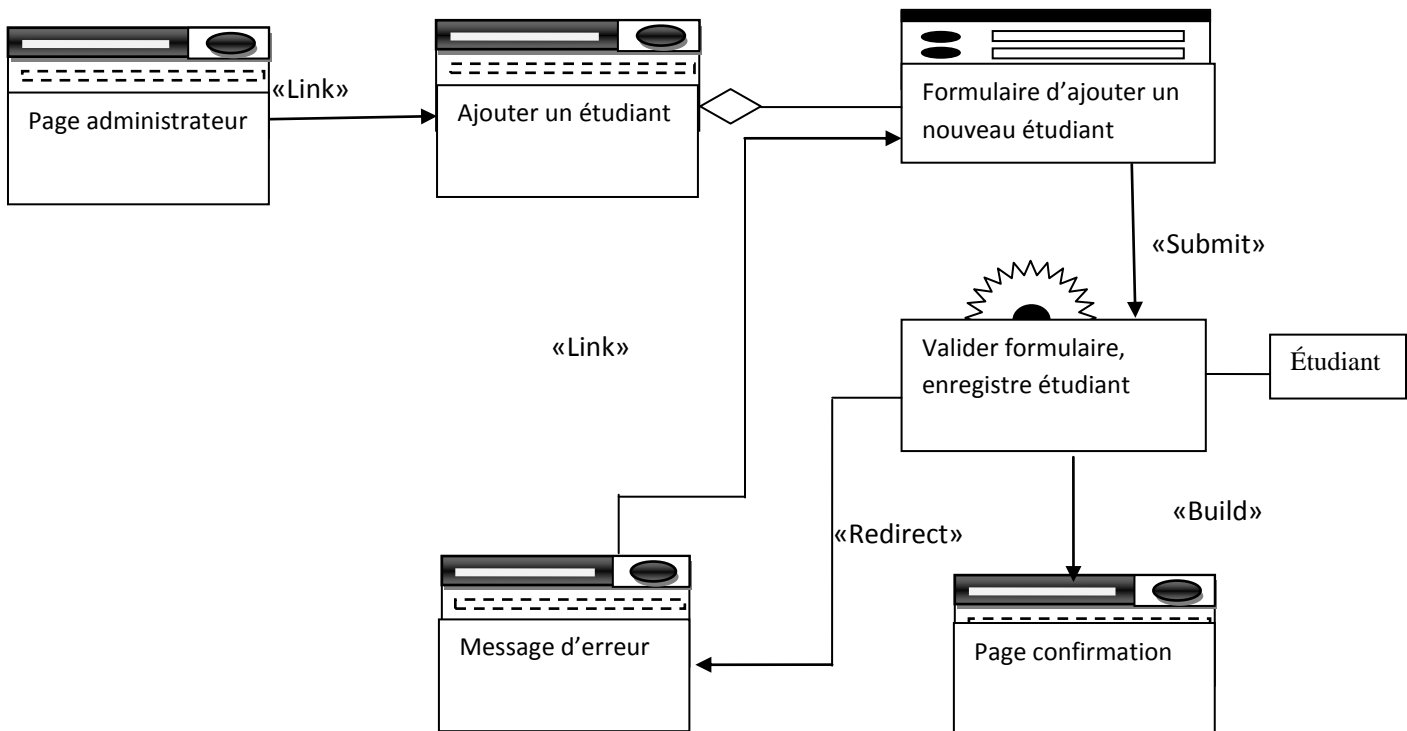 «Link»
Page administrateur
Ajouter un étudiant
Formulaire d’ajouter un
nouveau étudiant
«Submit»
«Link»
Valider formulaire,
enregistre étudiant
Étudiant
«Redirect»
«Build»
Message d’erreur
Page confirmation